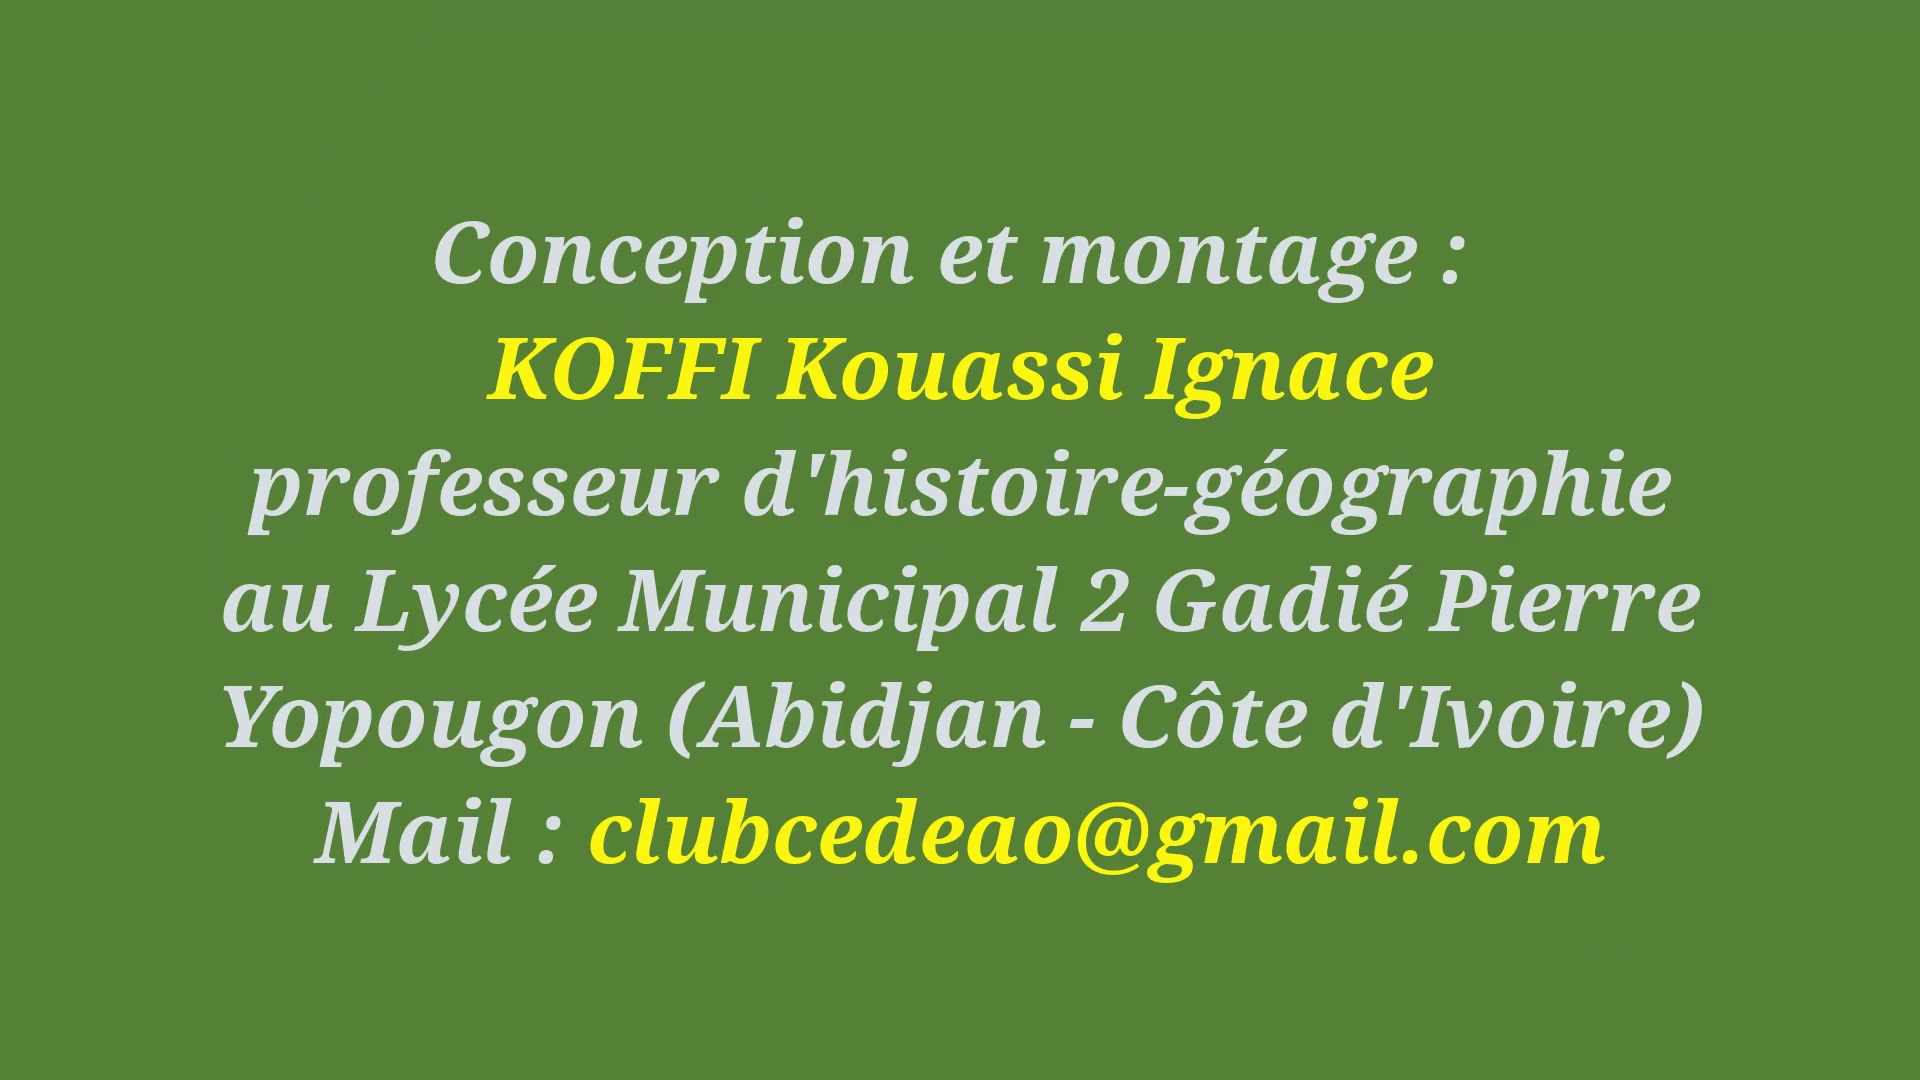 Conception et montage :
KOFFI Kouassi Ignace
professeur d'histoire-géographie
au Lycée Municipal 2 Gadié Pierre
Yopougon (Abidjan - Côte d'Ivoire)
Mail : clubcedeao@gmail.com